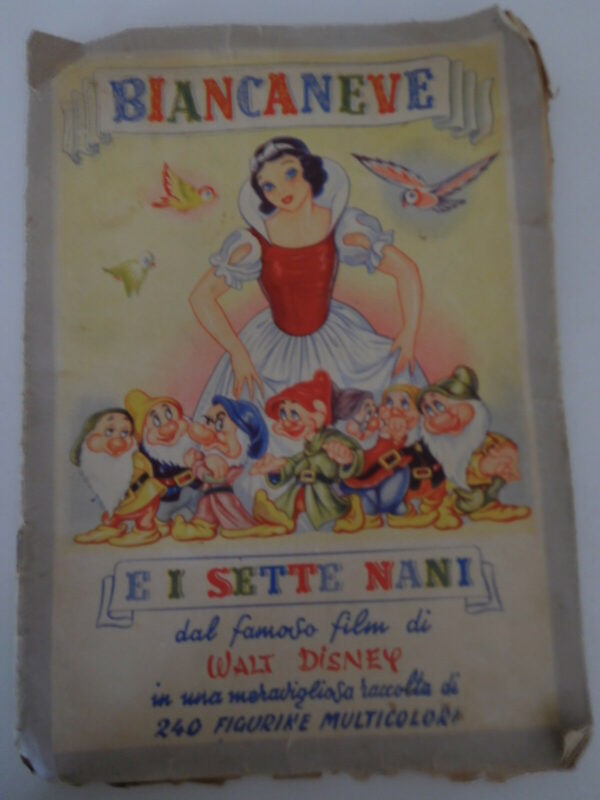 BIANCANEVE
E I SETTE NANI
dal famoso film di
WALT DISNEY
in una meravigliosa raccolta di
240 FIGURINE MULTICOLORI